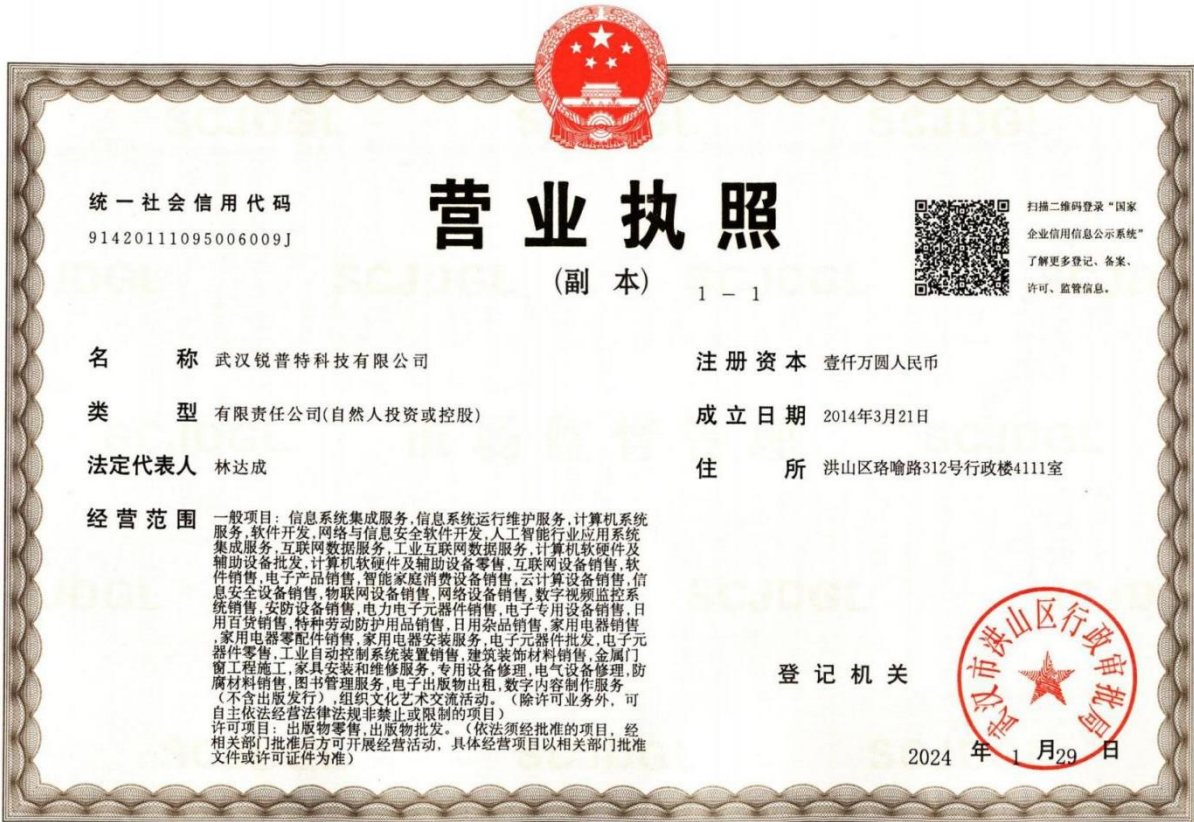 营业执照
(副 本)
1 - 1
统一社会信用代码
91420111095006009J
扫描二维码登录“国家
企业信用信息公示系统”
了解更多登记、备案、
许可、监管信息。
名 称 武汉锐普特科技有限公司
类 型 有限责任公司(自然人投资或控股)
法定代表人 林达成
经营范围 一般项目：信息系统集成服务,信息系统运行维护服务,计算机系统
服务,软件开发,网络与信息安全软件开发,人工智能行业应用系统
集成服务,互联网数据服务,工业互联网数据服务,计算机软硬件及
辅助设备批发,计算机软硬件及辅助设备零售,互联网设备销售,软
件销售,电子产品销售,智能家庭消费设备销售,云计算设备销售,信
息安全设备销售,物联网设备销售,网络设备销售,数字视频监控系
统销售,安防设备销售,电力电子元器件销售,电子专用设备销售,日
用百货销售,特种劳动防护用品销售,日用杂品销售,家用电器销售
,家用电器零配件销售,家用电器安装服务,电子元器件批发,电子元
器件零售,工业自动控制系统装置销售,建筑装饰材料销售,金属门
窗工程施工,家具安装和维修服务,专用设备修理,电气设备修理,防
腐材料销售,图书管理服务,电子出版物出租,数字内容制作服务
（不含出版发行）,组织文化艺术交流活动。（除许可业务外，可
自主依法经营法律法规非禁止或限制的项目）
许可项目：出版物零售,出版物批发。（依法须经批准的项目，经
相关部门批准后方可开展经营活动，具体经营项目以相关部门批准
文件或许可证件为准）
注册资本 壹仟万圆人民币
成立日期 2014年3月21日
住 所 洪山区珞喻路312号行政楼4111室
登记机关
武汉市洪山区行政审批局
2024 年 1 月 29 日